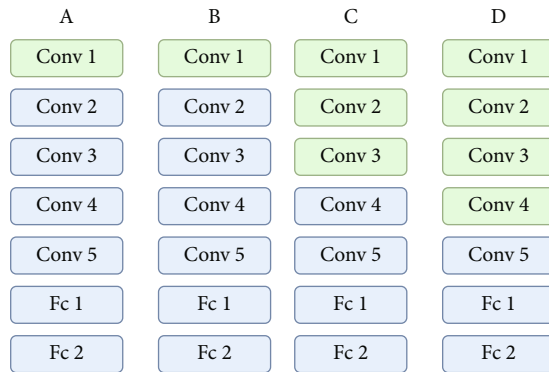 A B C D
Conv 1 Conv 1 Conv 1 Conv 1
Conv 2 Conv 2 Conv 2 Conv 2
Conv 3 Conv 3 Conv 3 Conv 3
Conv 4 Conv 4 Conv 4 Conv 4
Conv 5 Conv 5 Conv 5 Conv 5
Fc 1 Fc 1 Fc 1 Fc 1
Fc 2 Fc 2 Fc 2 Fc 2